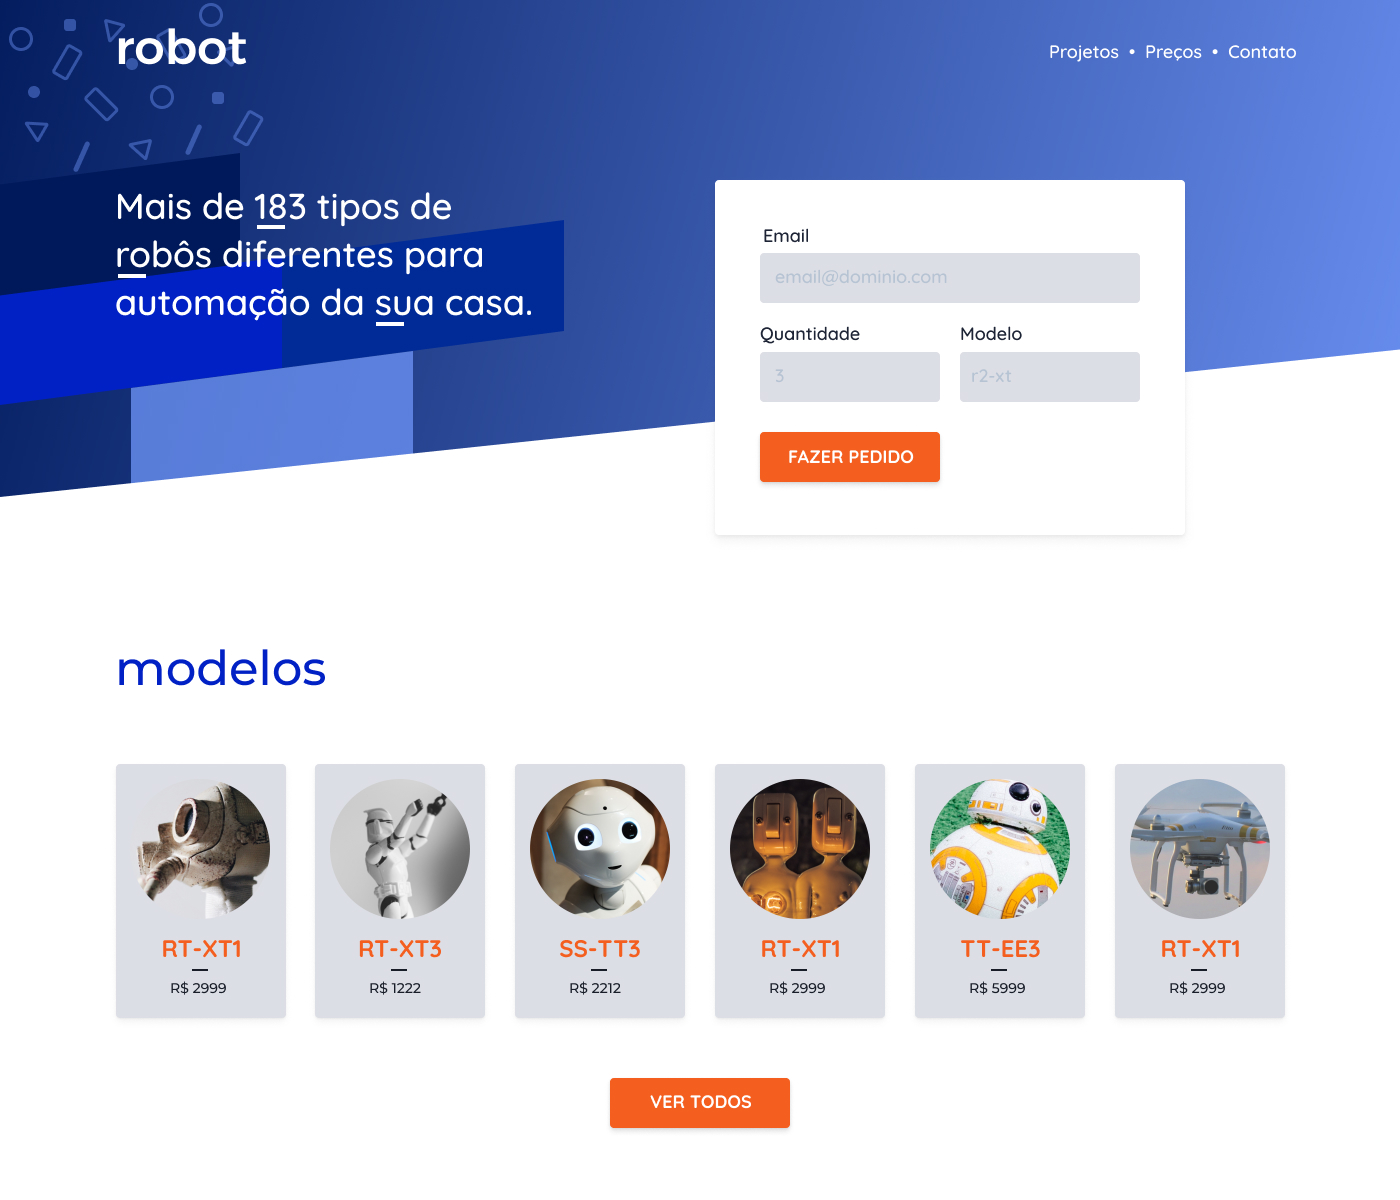 robot
Projetos • Preços • Contato
Mais de 183 tipos de
robôs diferentes para
automação da sua casa.
Email
email@dominio.com
Quantidade
Modelo
3
r2-xt
FAZER PEDIDO
modelos
RT-XT1
R$ 2999
RT-XT3
R$ 1222
SS-TT3
R$ 2212
RT-XT1
R$ 2999
TT-EE3
R$ 5999
RT-XT1
R$ 2999
VER TODOS